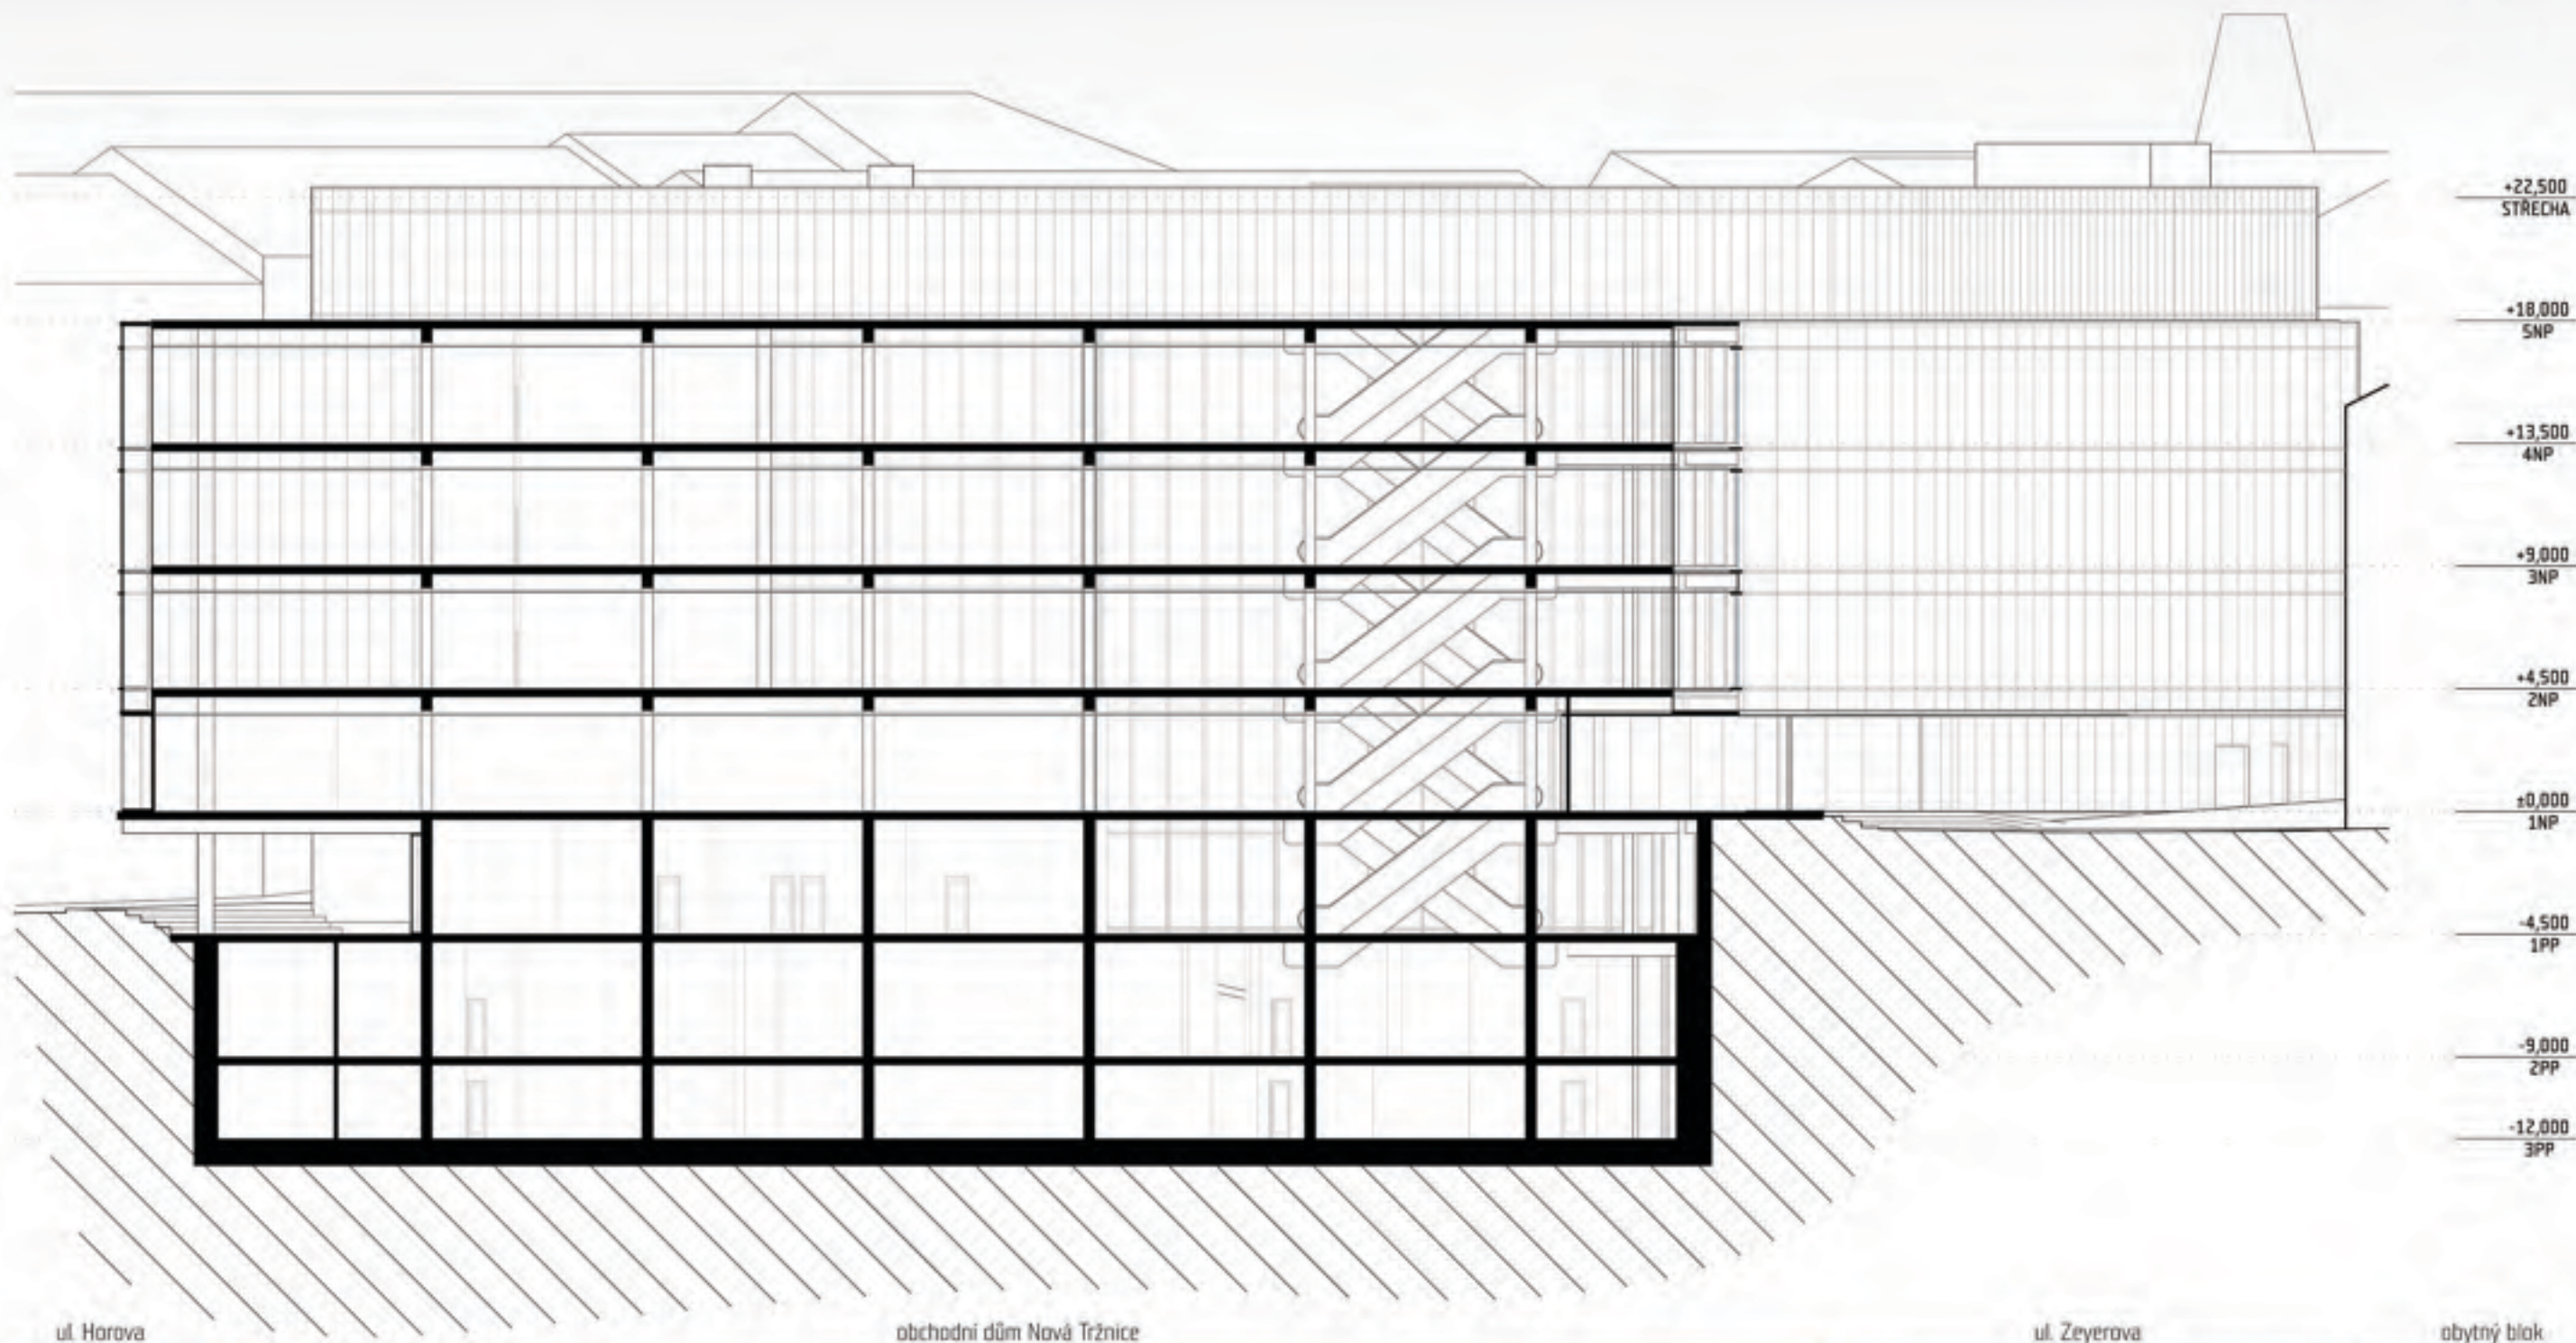 +22,500
STŘECHA
+18,000
5NP
+13,500
4NP
+9,000
3NP
+4,500
2NP
±0,000
1NP
-4,500
1PP
-9,000
2PP
-12,000
3PP
ul. Horova
obchodní dům Nová Tržnice
ul. Zeyerova
obytný blok